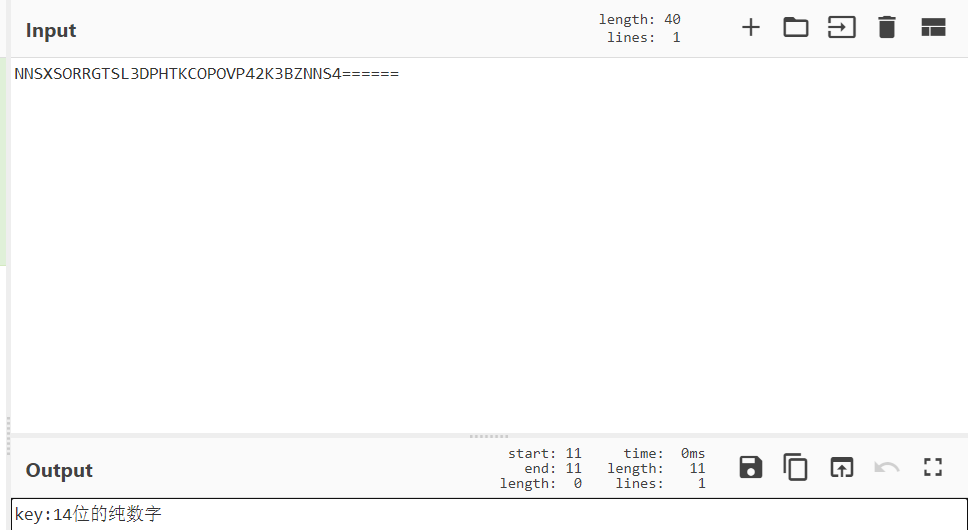 Input
length: 40
lines: 1
NNSXSORRGTSL3DPHTKCOPOVP42K3BZNNS4======
Output
start: 11
end: 11
length: 0
time: 0ms
length: 11
lines: 1
key:14位的纯数字